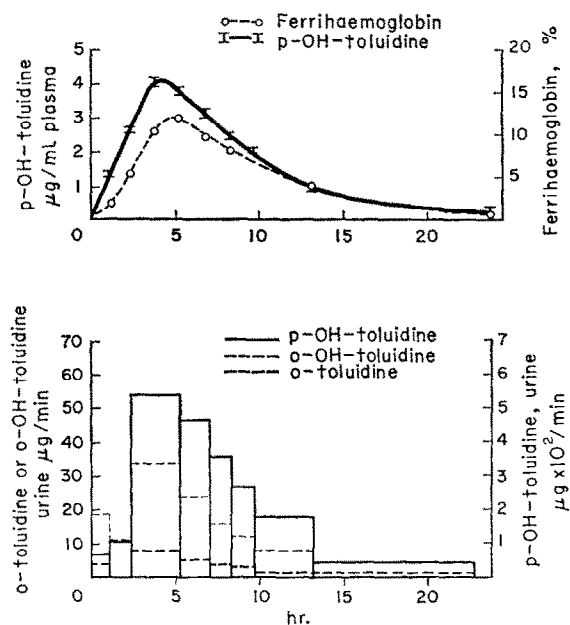 Ferrihaemoglobin
p-OH-toluidine
p-OH-toluidine
µg/mL plasma
5
4
3
2
1
0
5
10
15
20
20
15
10
5
Ferrihaemoglobin, %
p-OH-toluidine
o-OH-toluidine
o-toluidine
o-toluidine or o-OH-toluidine
urine µg/min
70
60
50
40
30
20
10
0
5
10
15
20
hr.
7
6
5
4
3
2
1
p-OH-toluidine, urine
µg x10²/min